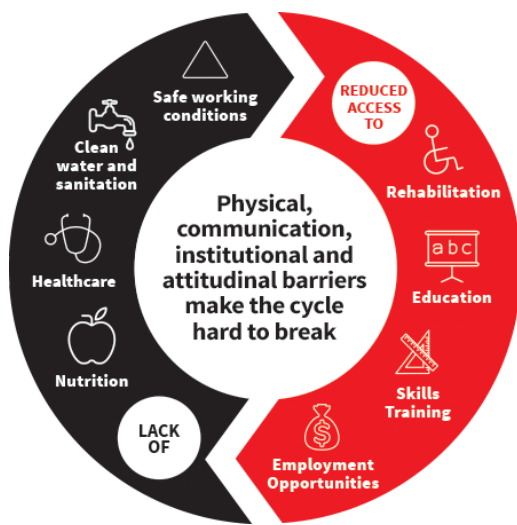 REDUCED
ACCESS
TO
Rehabilitation
abc
Education
Skills
Training
$
Employment
Opportunities
LACK
OF
Nutrition
Healthcare
Clean
water and
sanitation
Safe working
conditions
Physical,
communication,
institutional and
attitudinal barriers
make the cycle
hard to break